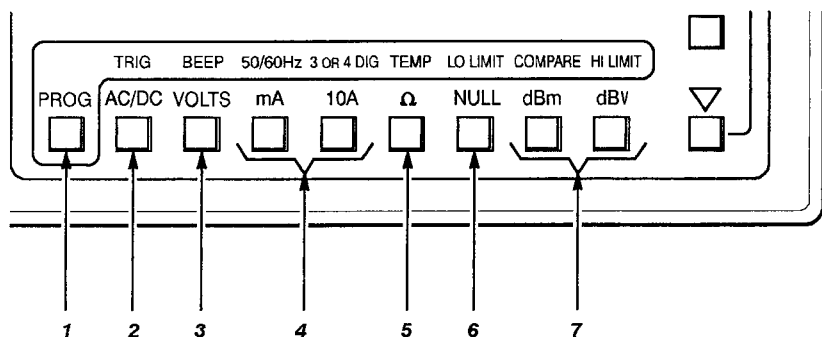 TRIG BEEP 50/60Hz 3 OR 4 DIG TEMP LO LIMIT COMPARE HI LIMIT
PROG AC/DC VOLTS mA 10A Ω NULL dBm dBV
1 2 3 4 5 6 7